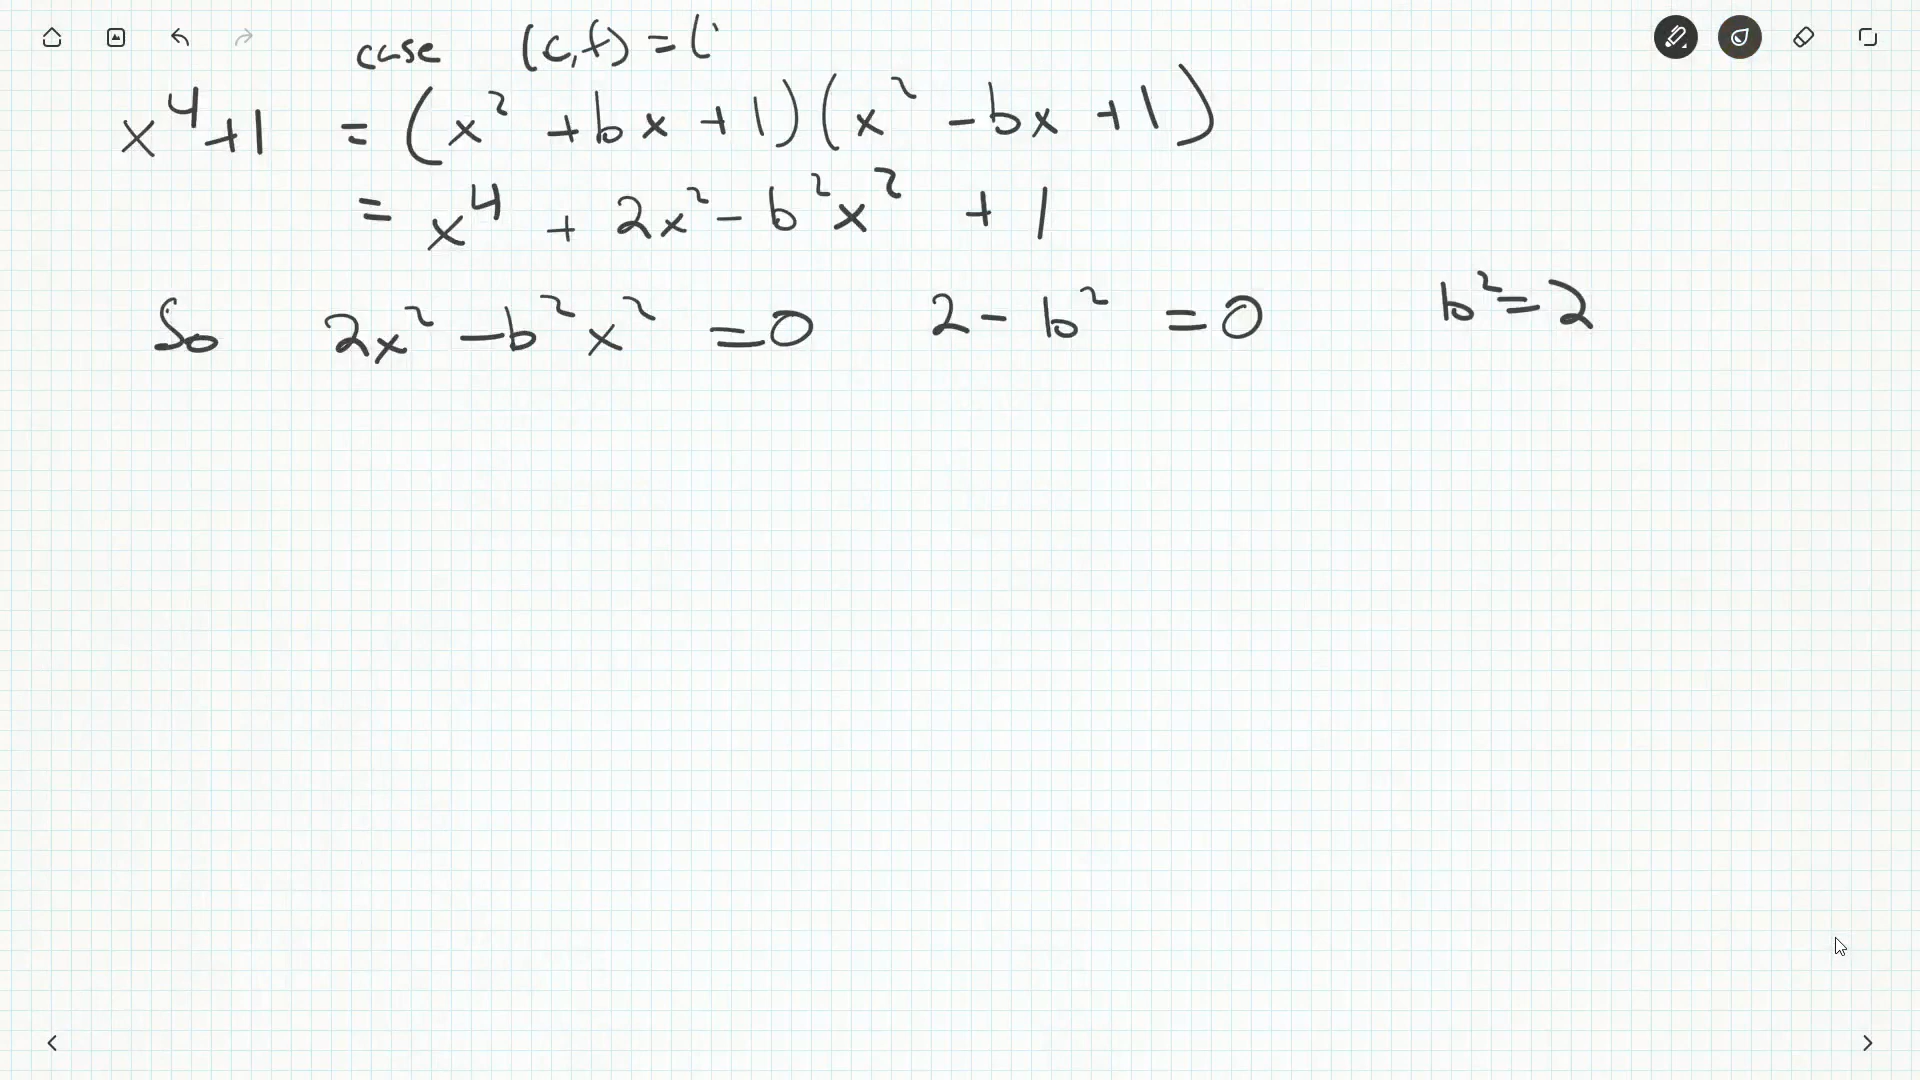 case (c,f) = (
x⁴+1 = (x² + bx + 1)(x² - bx + 1)
= x⁴ + 2x² - b²x² + 1
So 2x² - b²x² = 0 2 - b² = 0 b² = 2